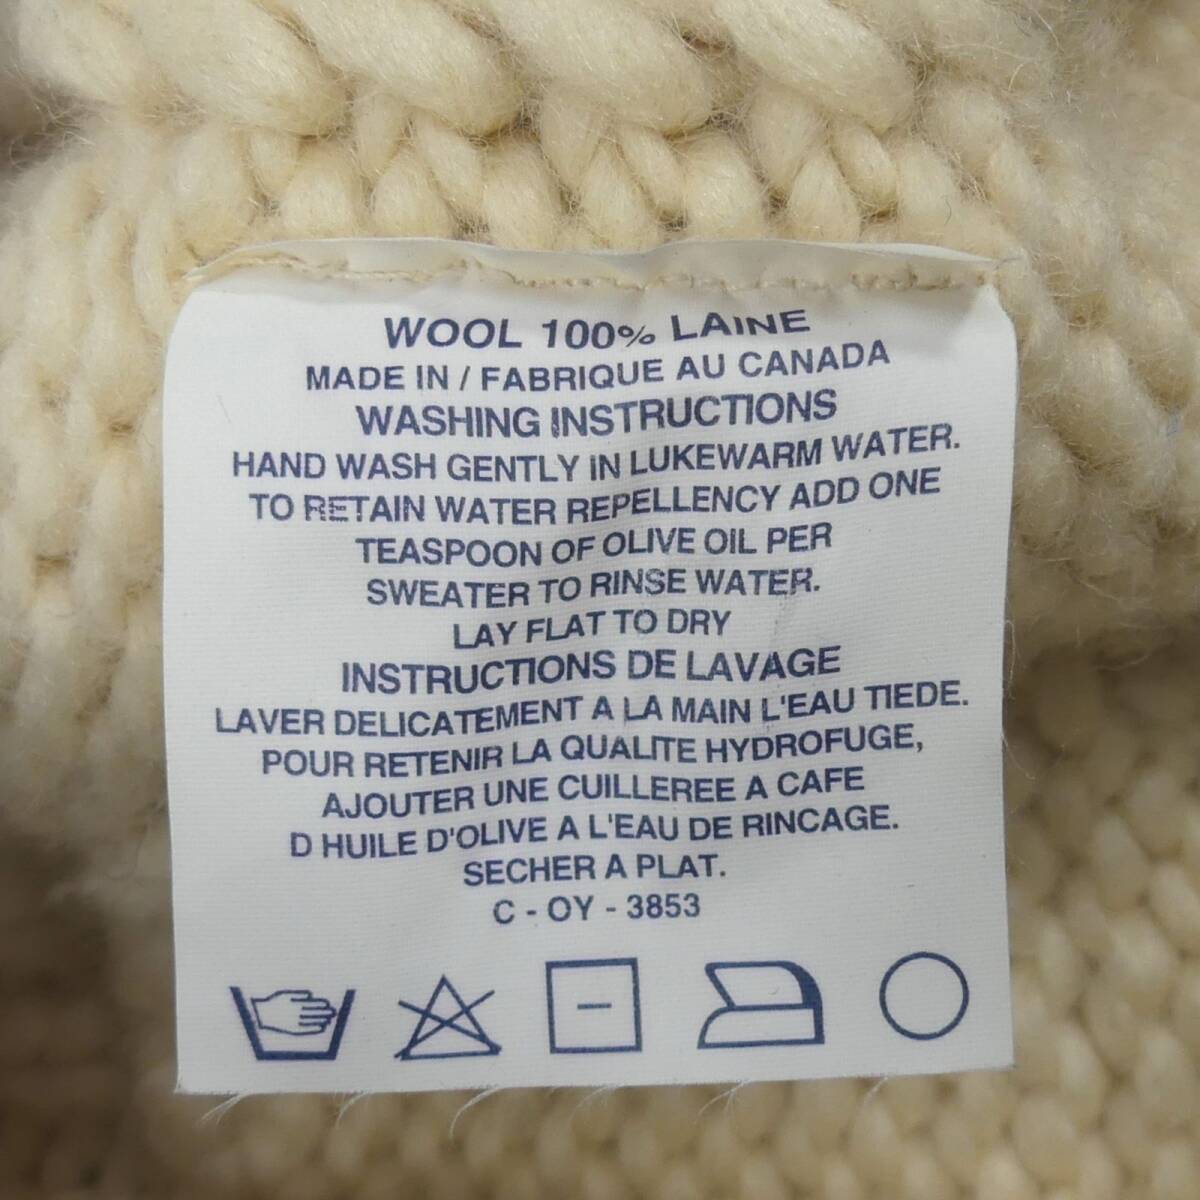 WOOL 100% LAINE
MADE IN / FABRIQUE AU CANADA
WASHING INSTRUCTIONS
HAND WASH GENTLY IN LUKEWARM WATER.
TO RETAIN WATER REPELLENCY ADD ONE
TEASPOON OF OLIVE OIL PER
SWEATER TO RINSE WATER.
LAY FLAT TO DRY
INSTRUCTIONS DE LAVAGE
LAVER DELICATEMENT A LA MAIN L'EAU TIEDE.
POUR RETENIR LA QUALITE HYDROFUGE,
AJOUTER UNE CUILLEREE A CAFE
D HUILE D'OLIVE A L'EAU DE RINCAGE.
SECHER A PLAT.
C - OY - 3853